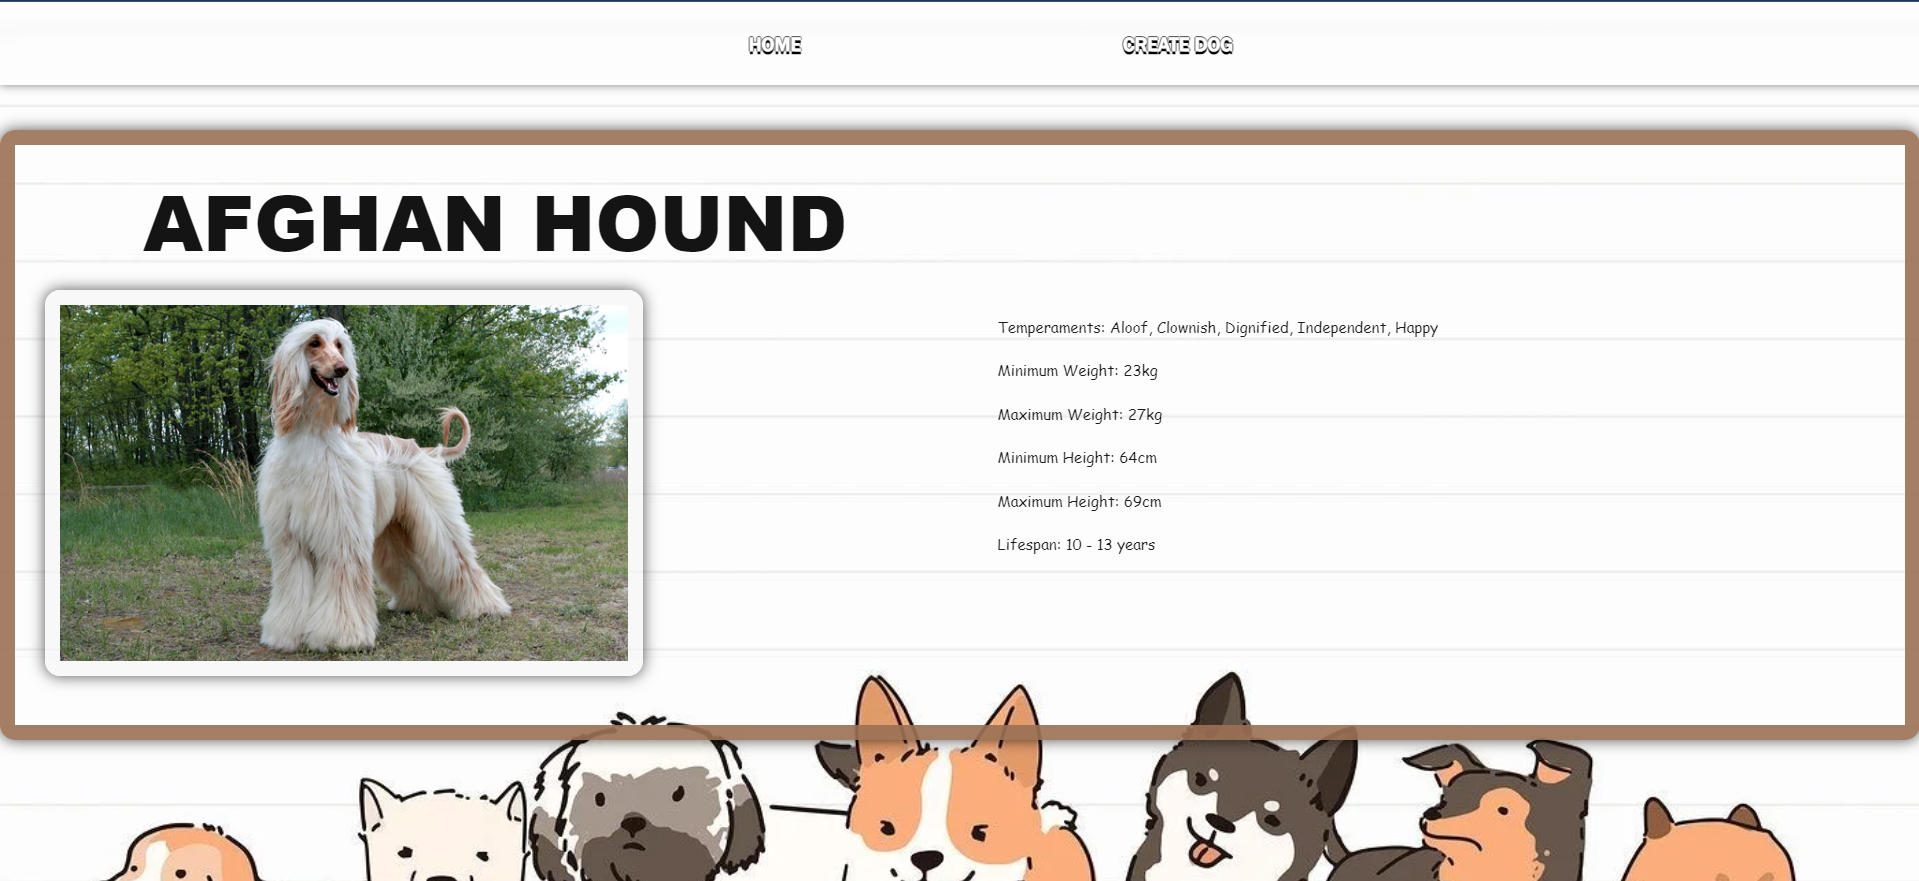 HOME CREATE DOG
AFGHAN HOUND
Temperaments: Aloof, Clownish, Dignified, Independent, Happy
Minimum Weight: 23kg
Maximum Weight: 27kg
Minimum Height: 64cm
Maximum Height: 69cm
Lifespan: 10 - 13 years